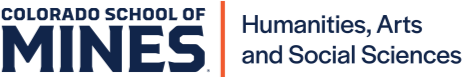 COLORADO SCHOOL OF
MINES
Humanities, Arts
and Social Sciences